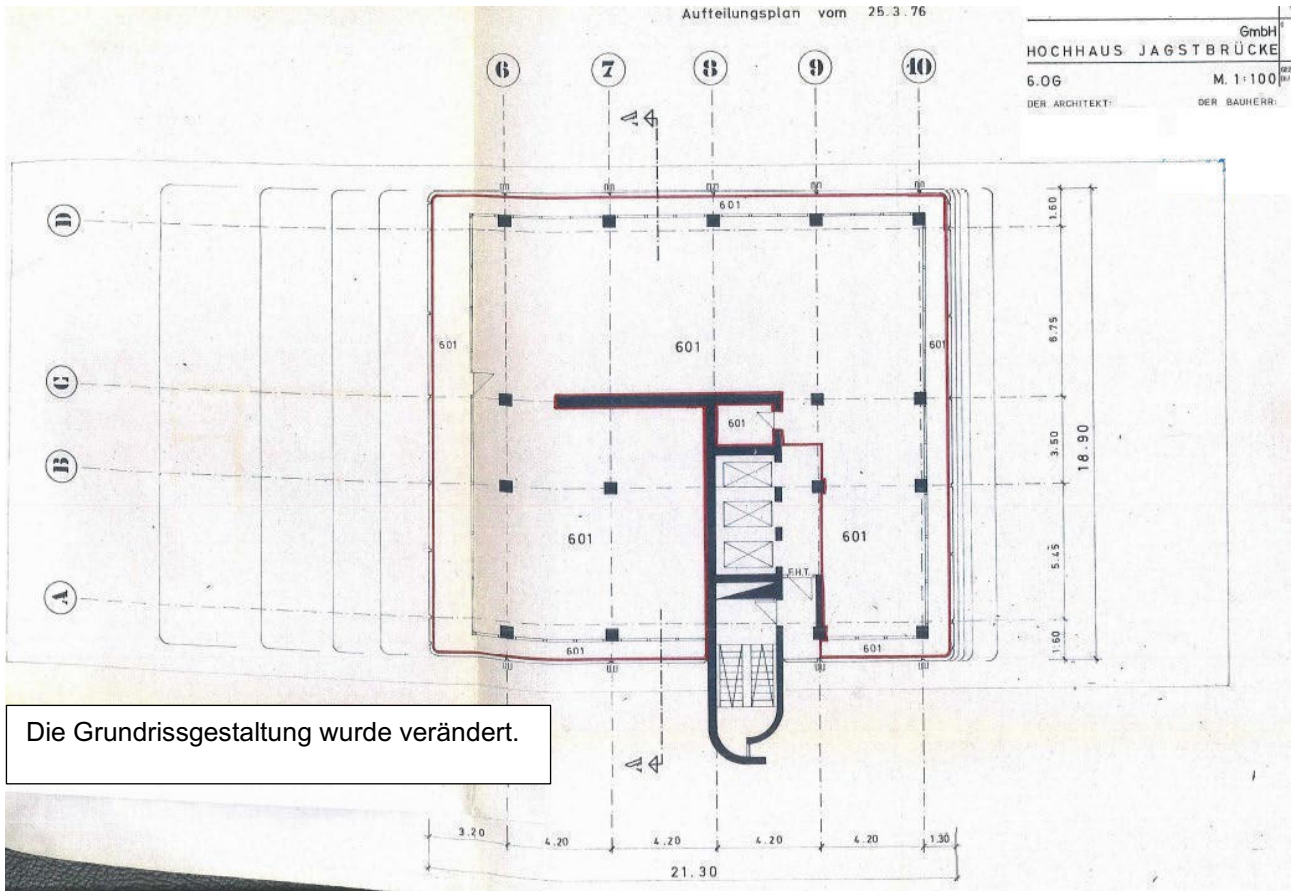 Aufteilungsplan vom 25.3.76
GmbH
HOCHHAUS JAGSTBRÜCKE
6.OG M. 1:100
DER ARCHITEKT: DER BAUHERR:
6 7 8 9 10
A
D
601
1.60
601 601 601
6.75
C
601
3.50
18.90
B
601 601
5.45
F.H.T.
A
601 601
1.60
Die Grundrissgestaltung wurde verändert.
A
3.20 4.20 4.20 4.20 4.20 1.30
21.30